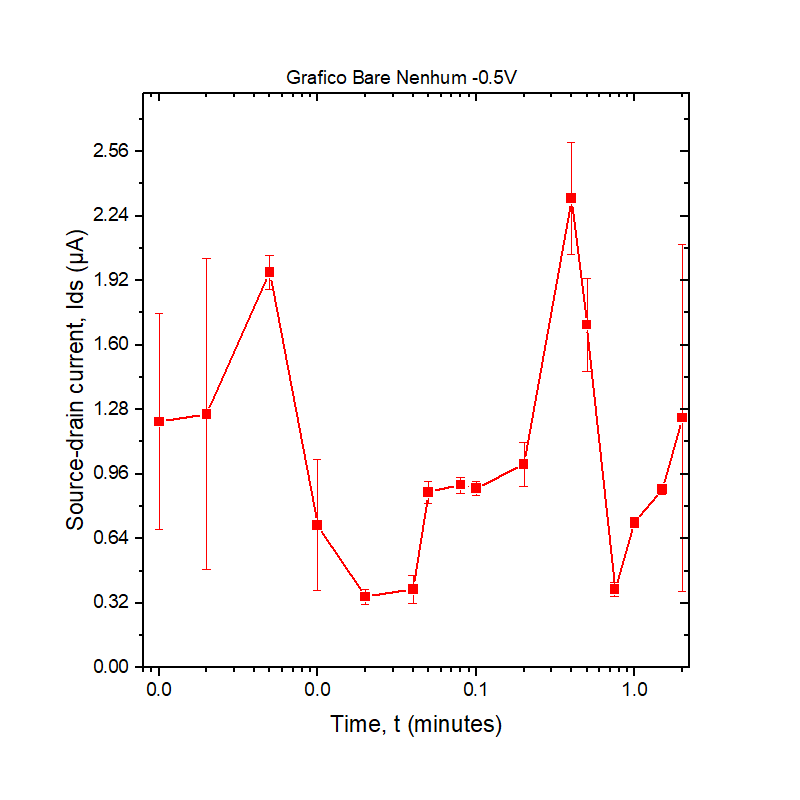 Grafico Bare Nenhum -0.5V
Source-drain current, Ids (µA)
2.56
2.24
1.92
1.60
1.28
0.96
0.64
0.32
0.00
0.0 0.0 0.1 1.0
Time, t (minutes)